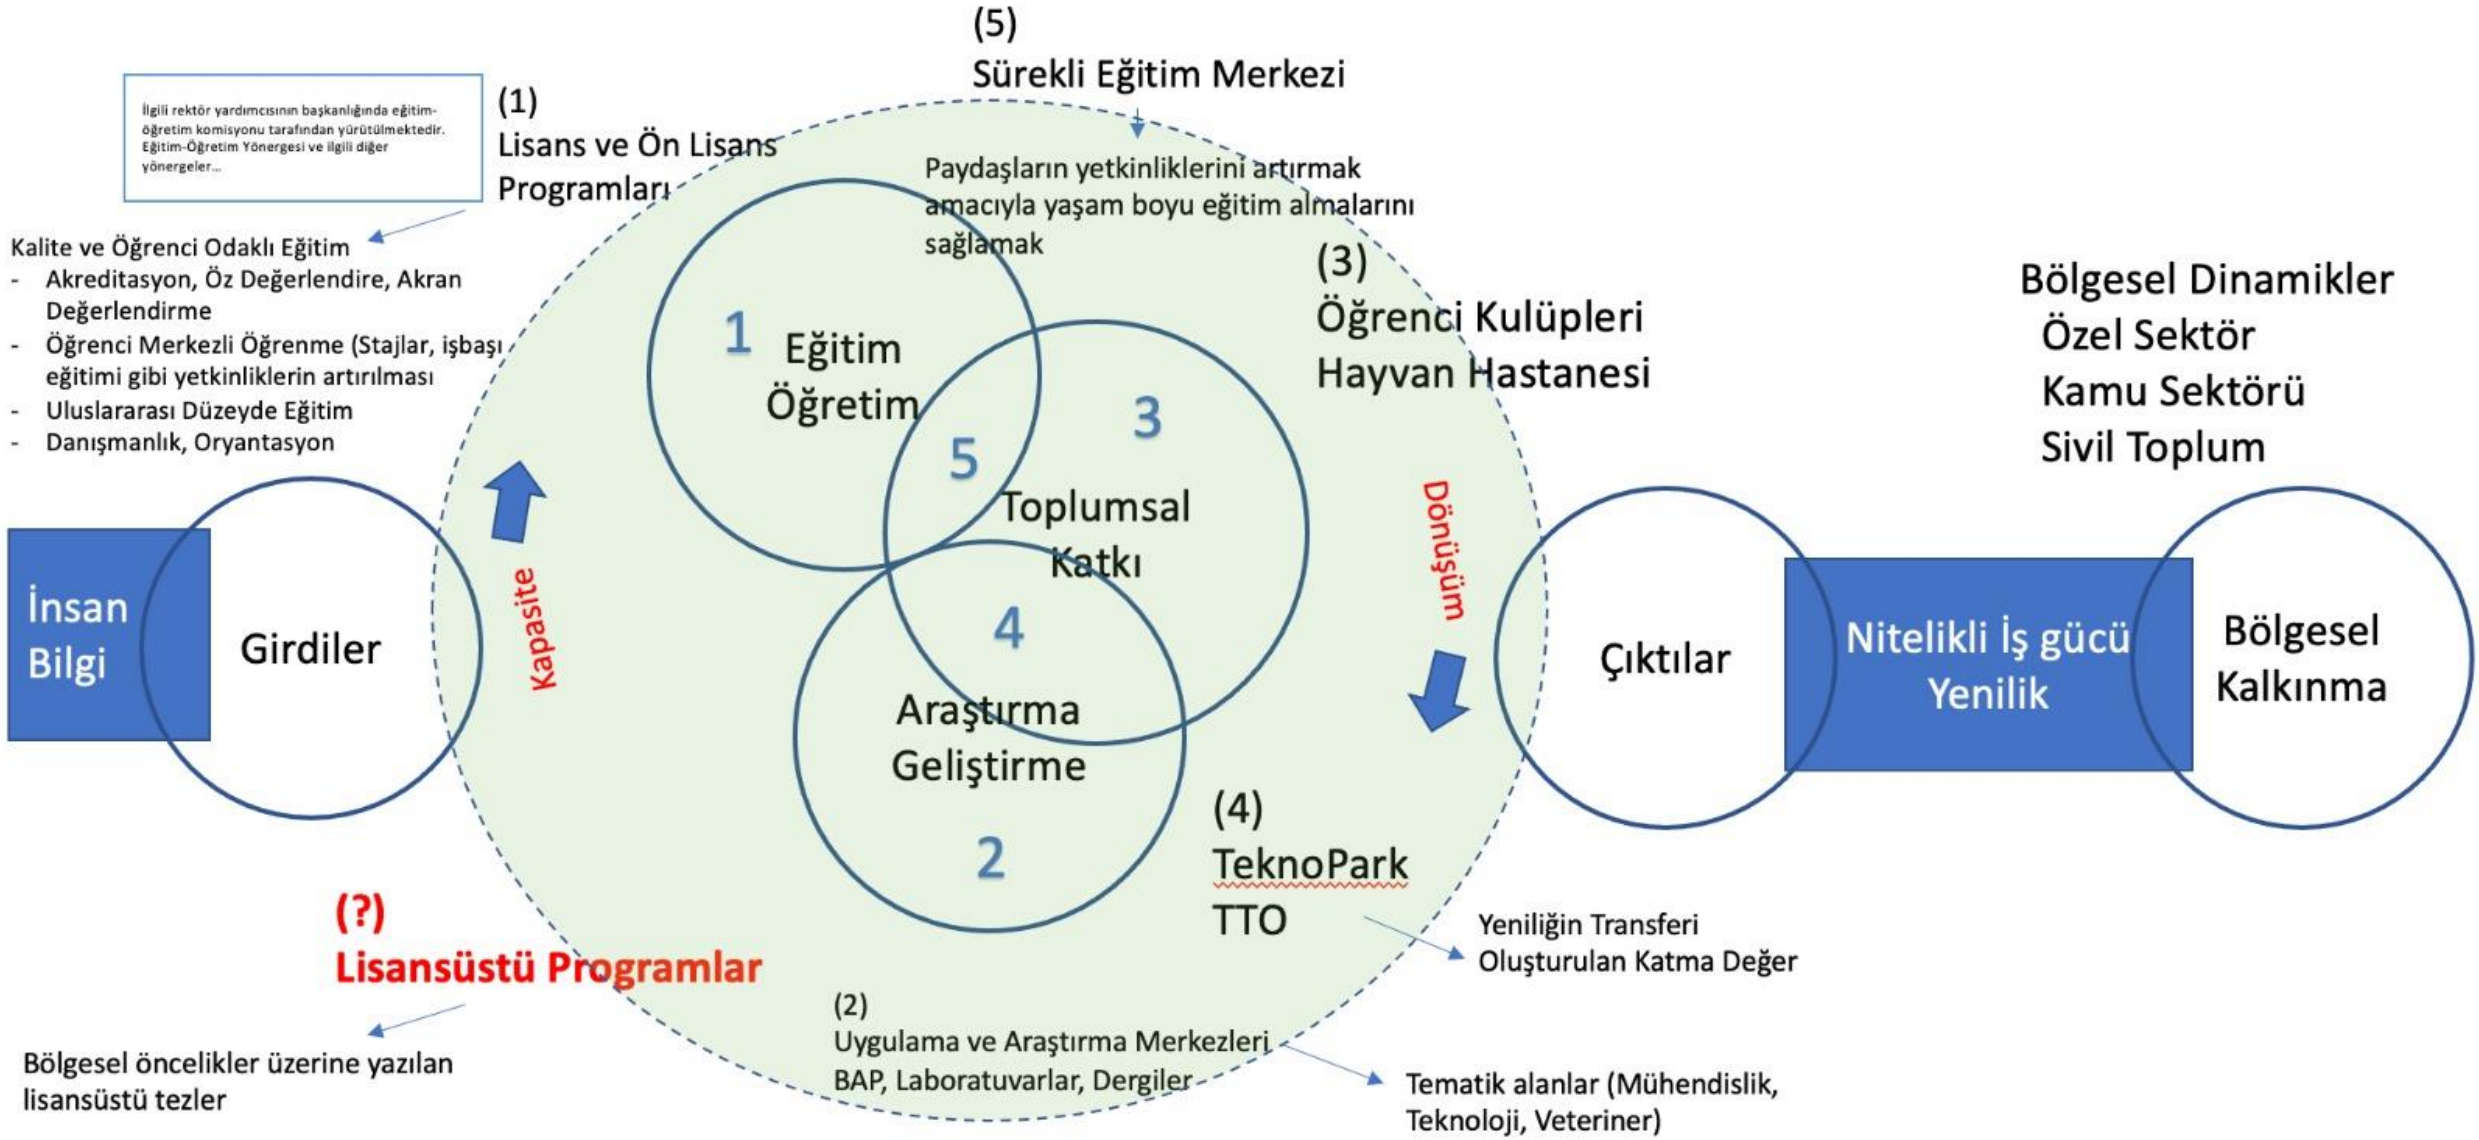 (5)
Sürekli Eğitim Merkezi
İlgili rektör yardımcısının başkanlığında eğitim-
öğretim komisyonu tarafından yürütülmektedir.
Eğitim-Öğretim Yönergesi ve ilgili diğer
yönergeler...
(1)
Lisans ve Ön Lisans
Programları
Paydaşların yetkinliklerini artırmak
amacıyla yaşam boyu eğitim almalarını
sağlamak
Kalite ve Öğrenci Odaklı Eğitim
- Akreditasyon, Öz Değerlendire, Akran
Değerlendirme
- Öğrenci Merkezli Öğrenme (Stajlar, işbaşı
eğitimi gibi yetkinliklerin artırılması
- Uluslararası Düzeyde Eğitim
- Danışmanlık, Oryantasyon
(3)
Öğrenci Kulüpleri
Hayvan Hastanesi
Bölgesel Dinamikler
Özel Sektör
Kamu Sektörü
Sivil Toplum
1
Eğitim
Öğretim
3
5
Toplumsal
Katkı
4
Araştırma
Geliştirme
2
İnsan
Bilgi
Girdiler
Kapasite
Dönüşüm
Çıktılar
Nitelikli İş gücü
Yenilik
Bölgesel
Kalkınma
(4)
TeknoPark
TTO
Yeniliğin Transferi
Oluşturulan Katma Değer
(?)
Lisansüstü Programlar
Bölgesel öncelikler üzerine yazılan
lisansüstü tezler
(2)
Uygulama ve Araştırma Merkezleri
BAP, Laboratuvarlar, Dergiler
Tematik alanlar (Mühendislik,
Teknoloji, Veteriner)